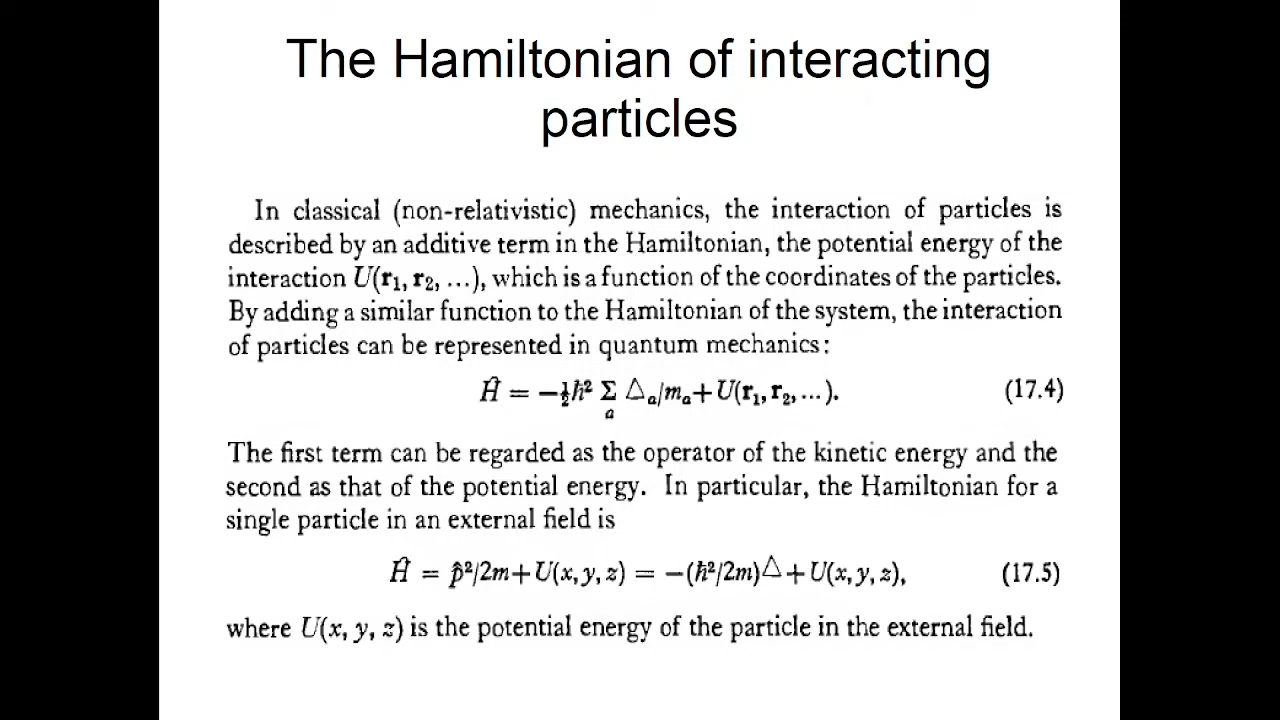 The Hamiltonian of interacting
particles
In classical (non-relativistic) mechanics, the interaction of particles is
described by an additive term in the Hamiltonian, the potential energy of the
interaction U(r₁, r₂, ...), which is a function of the coordinates of the particles.
By adding a similar function to the Hamiltonian of the system, the interaction
of particles can be represented in quantum mechanics:
Ĥ = −½ħ² Σₐ △ₐ/mₐ+U(r₁, r₂, ...). (17.4)
The first term can be regarded as the operator of the kinetic energy and the
second as that of the potential energy. In particular, the Hamiltonian for a
single particle in an external field is
Ĥ = p̂²/2m+U(x, y, z) = −(ħ²/2m)△+U(x, y, z), (17.5)
where U(x, y, z) is the potential energy of the particle in the external field.